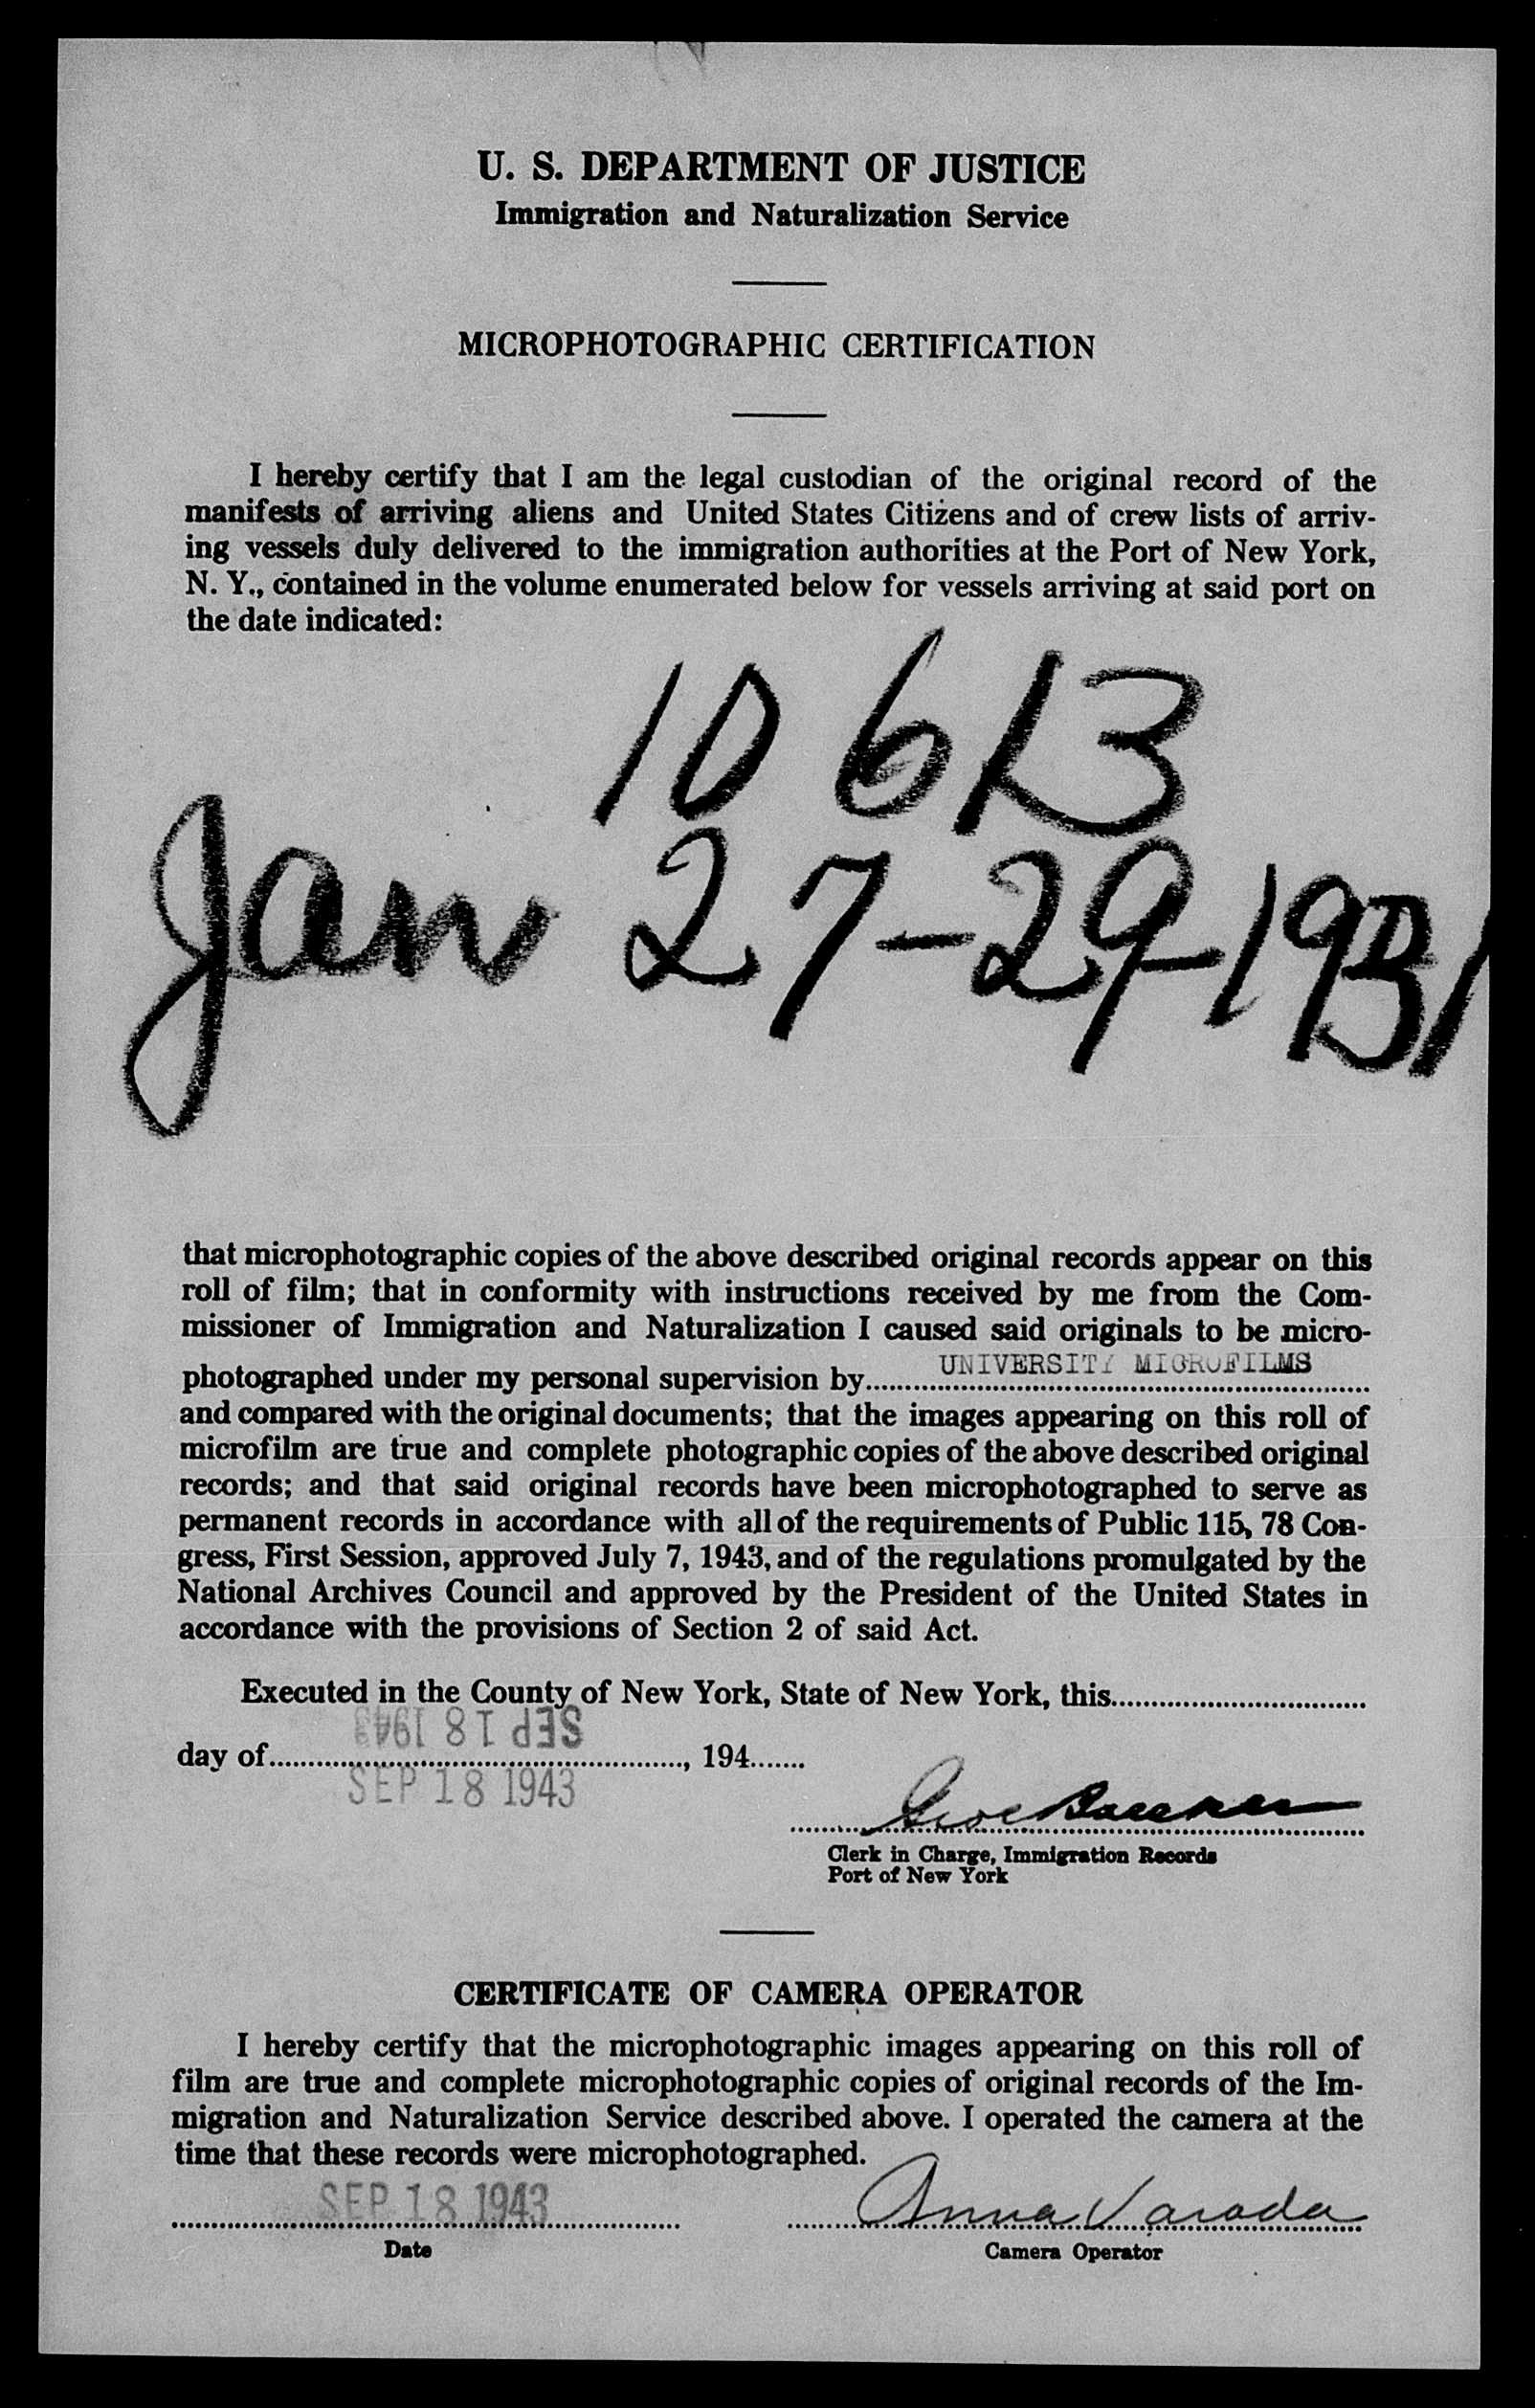 U. S. DEPARTMENT OF JUSTICE
Immigration and Naturalization Service
MICROPHOTOGRAPHIC CERTIFICATION
I hereby certify that I am the legal custodian of the original record of the
manifests of arriving aliens and United States Citizens and of crew lists of arriv-
ing vessels duly delivered to the immigration authorities at the Port of New York,
N. Y., contained in the volume enumerated below for vessels arriving at said port on
the date indicated:
10613
Jan 27-29-1931
that microphotographic copies of the above described original records appear on this
roll of film; that in conformity with instructions received by me from the Com-
missioner of Immigration and Naturalization I caused said originals to be micro-
photographed under my personal supervision by UNIVERSITY MICROFILMS
and compared with the original documents; that the images appearing on this roll of
microfilm are true and complete photographic copies of the above described original
records; and that said original records have been microphotographed to serve as
permanent records in accordance with all of the requirements of Public 115, 78 Con-
gress, First Session, approved July 7, 1943, and of the regulations promulgated by the
National Archives Council and approved by the President of the United States in
accordance with the provisions of Section 2 of said Act.
Executed in the County of New York, State of New York, this
SEP 18 1943
day of , 194
SEP 18 1943
Clerk in Charge, Immigration Records
Port of New York
CERTIFICATE OF CAMERA OPERATOR
I hereby certify that the microphotographic images appearing on this roll of
film are true and complete microphotographic copies of original records of the Im-
migration and Naturalization Service described above. I operated the camera at the
time that these records were microphotographed.
SEP 18 1943 Anna Varada
Date Camera Operator